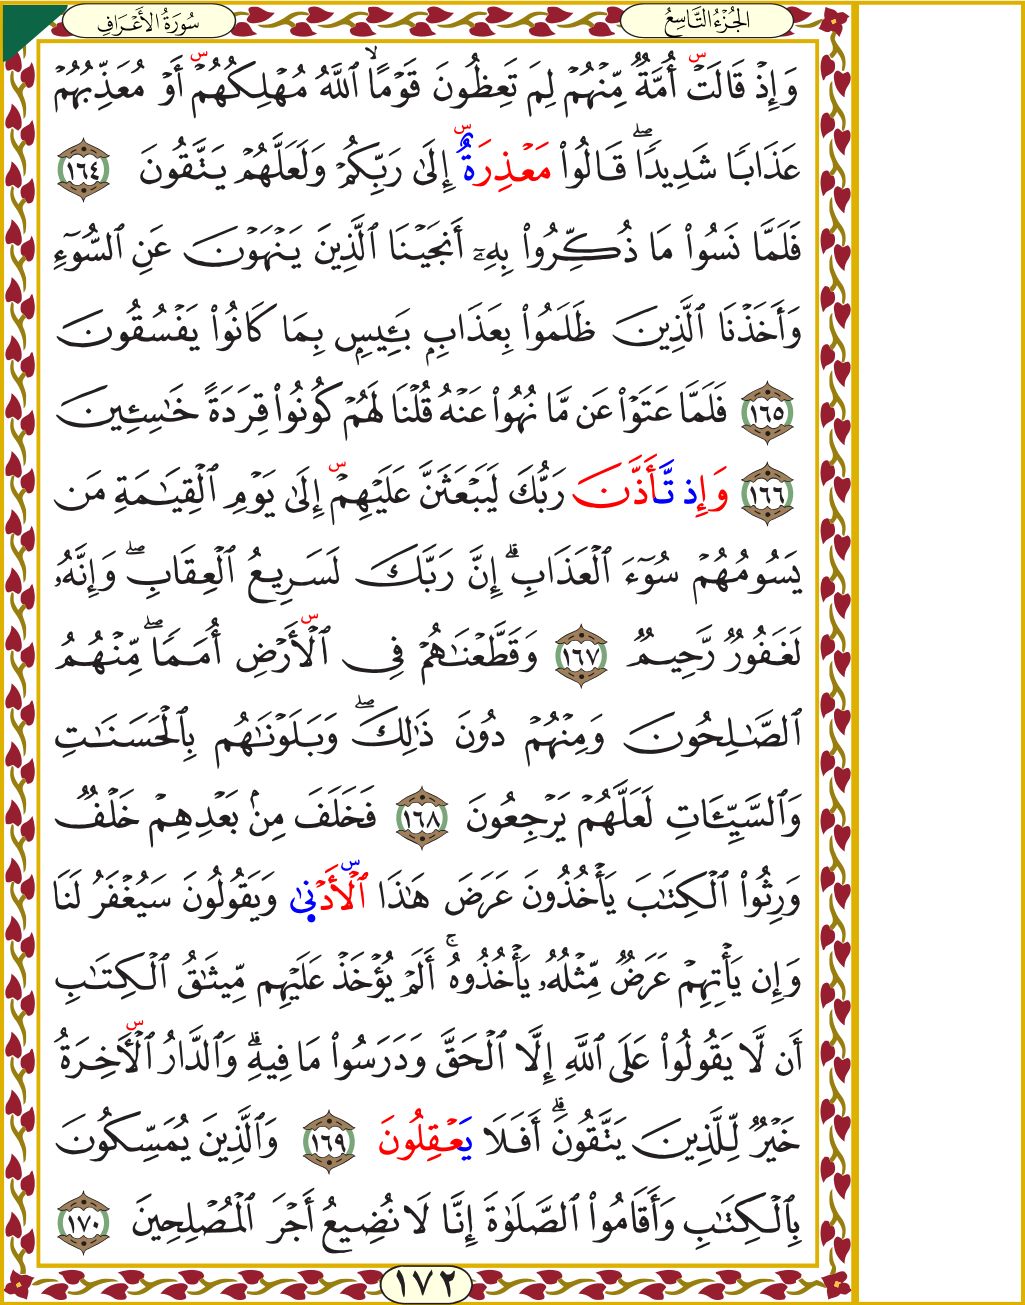 الجُزْءُ التَّاسِعُ
سُورَةُ الأَعْرَافِ
وَإِذْ قَالَتْ أُمَّةٌ مِّنْهُمْ لِمَ تَعِظُونَ قَوْمًا ۙ ٱللَّهُ مُهْلِكُهُمْ أَوْ مُعَذِّبُهُمْ
عَذَابًا شَدِيدًا ۖ قَالُوا۟ مَعْذِرَةٌ إِلَىٰ رَبِّكُمْ وَلَعَلَّهُمْ يَتَّقُونَ ١٦٤
فَلَمَّا نَسُوا۟ مَا ذُكِّرُوا۟ بِهِۦٓ أَنجَيْنَا ٱلَّذِينَ يَنْهَوْنَ عَنِ ٱلسُّوٓءِ
وَأَخَذْنَا ٱلَّذِينَ ظَلَمُوا۟ بِعَذَابٍۭ بَـِٔيسٍۭ بِمَا كَانُوا۟ يَفْسُقُونَ
١٦٥ فَلَمَّا عَتَوْا۟ عَن مَّا نُهُوا۟ عَنْهُ قُلْنَا لَهُمْ كُونُوا۟ قِرَدَةً خَـٰسِـِٔينَ
١٦٦ وَإِذ تَّأَذَّنَ رَبُّكَ لَيَبْعَثَنَّ عَلَيْهِمْ إِلَىٰ يَوْمِ ٱلْقِيَـٰمَةِ مَن
يَسُومُهُمْ سُوٓءَ ٱلْعَذَابِ ۗ إِنَّ رَبَّكَ لَسَرِيعُ ٱلْعِقَابِ ۖ وَإِنَّهُۥ
لَغَفُورٌ رَّحِيمٌ ١٦٧ وَقَطَّعْنَـٰهُمْ فِى ٱلْأَرْضِ أُمَمًا ۖ مِّنْهُمُ
ٱلصَّـٰلِحُونَ وَمِنْهُمْ دُونَ ذَٰلِكَ ۖ وَبَلَوْنَـٰهُم بِٱلْحَسَنَـٰتِ
وَٱلسَّيِّـَٔاتِ لَعَلَّهُمْ يَرْجِعُونَ ١٦٨ فَخَلَفَ مِنۢ بَعْدِهِمْ خَلْفٌ
وَرِثُوا۟ ٱلْكِتَـٰبَ يَأْخُذُونَ عَرَضَ هَـٰذَا ٱلْأَدْنَىٰ وَيَقُولُونَ سَيُغْفَرُ لَنَا
وَإِن يَأْتِهِمْ عَرَضٌ مِّثْلُهُۥ يَأْخُذُوهُ ۚ أَلَمْ يُؤْخَذْ عَلَيْهِم مِّيثَـٰقُ ٱلْكِتَـٰبِ
أَن لَّا يَقُولُوا۟ عَلَى ٱللَّهِ إِلَّا ٱلْحَقَّ وَدَرَسُوا۟ مَا فِيهِ ۗ وَٱلدَّارُ ٱلْـَٔاخِرَةُ
خَيْرٌ لِّلَّذِينَ يَتَّقُونَ ۗ أَفَلَا يَعْقِلُونَ ١٦٩ وَٱلَّذِينَ يُمَسِّكُونَ
بِٱلْكِتَـٰبِ وَأَقَامُوا۟ ٱلصَّلَوٰةَ إِنَّا لَا نُضِيعُ أَجْرَ ٱلْمُصْلِحِينَ ١٧٠
١٧٢